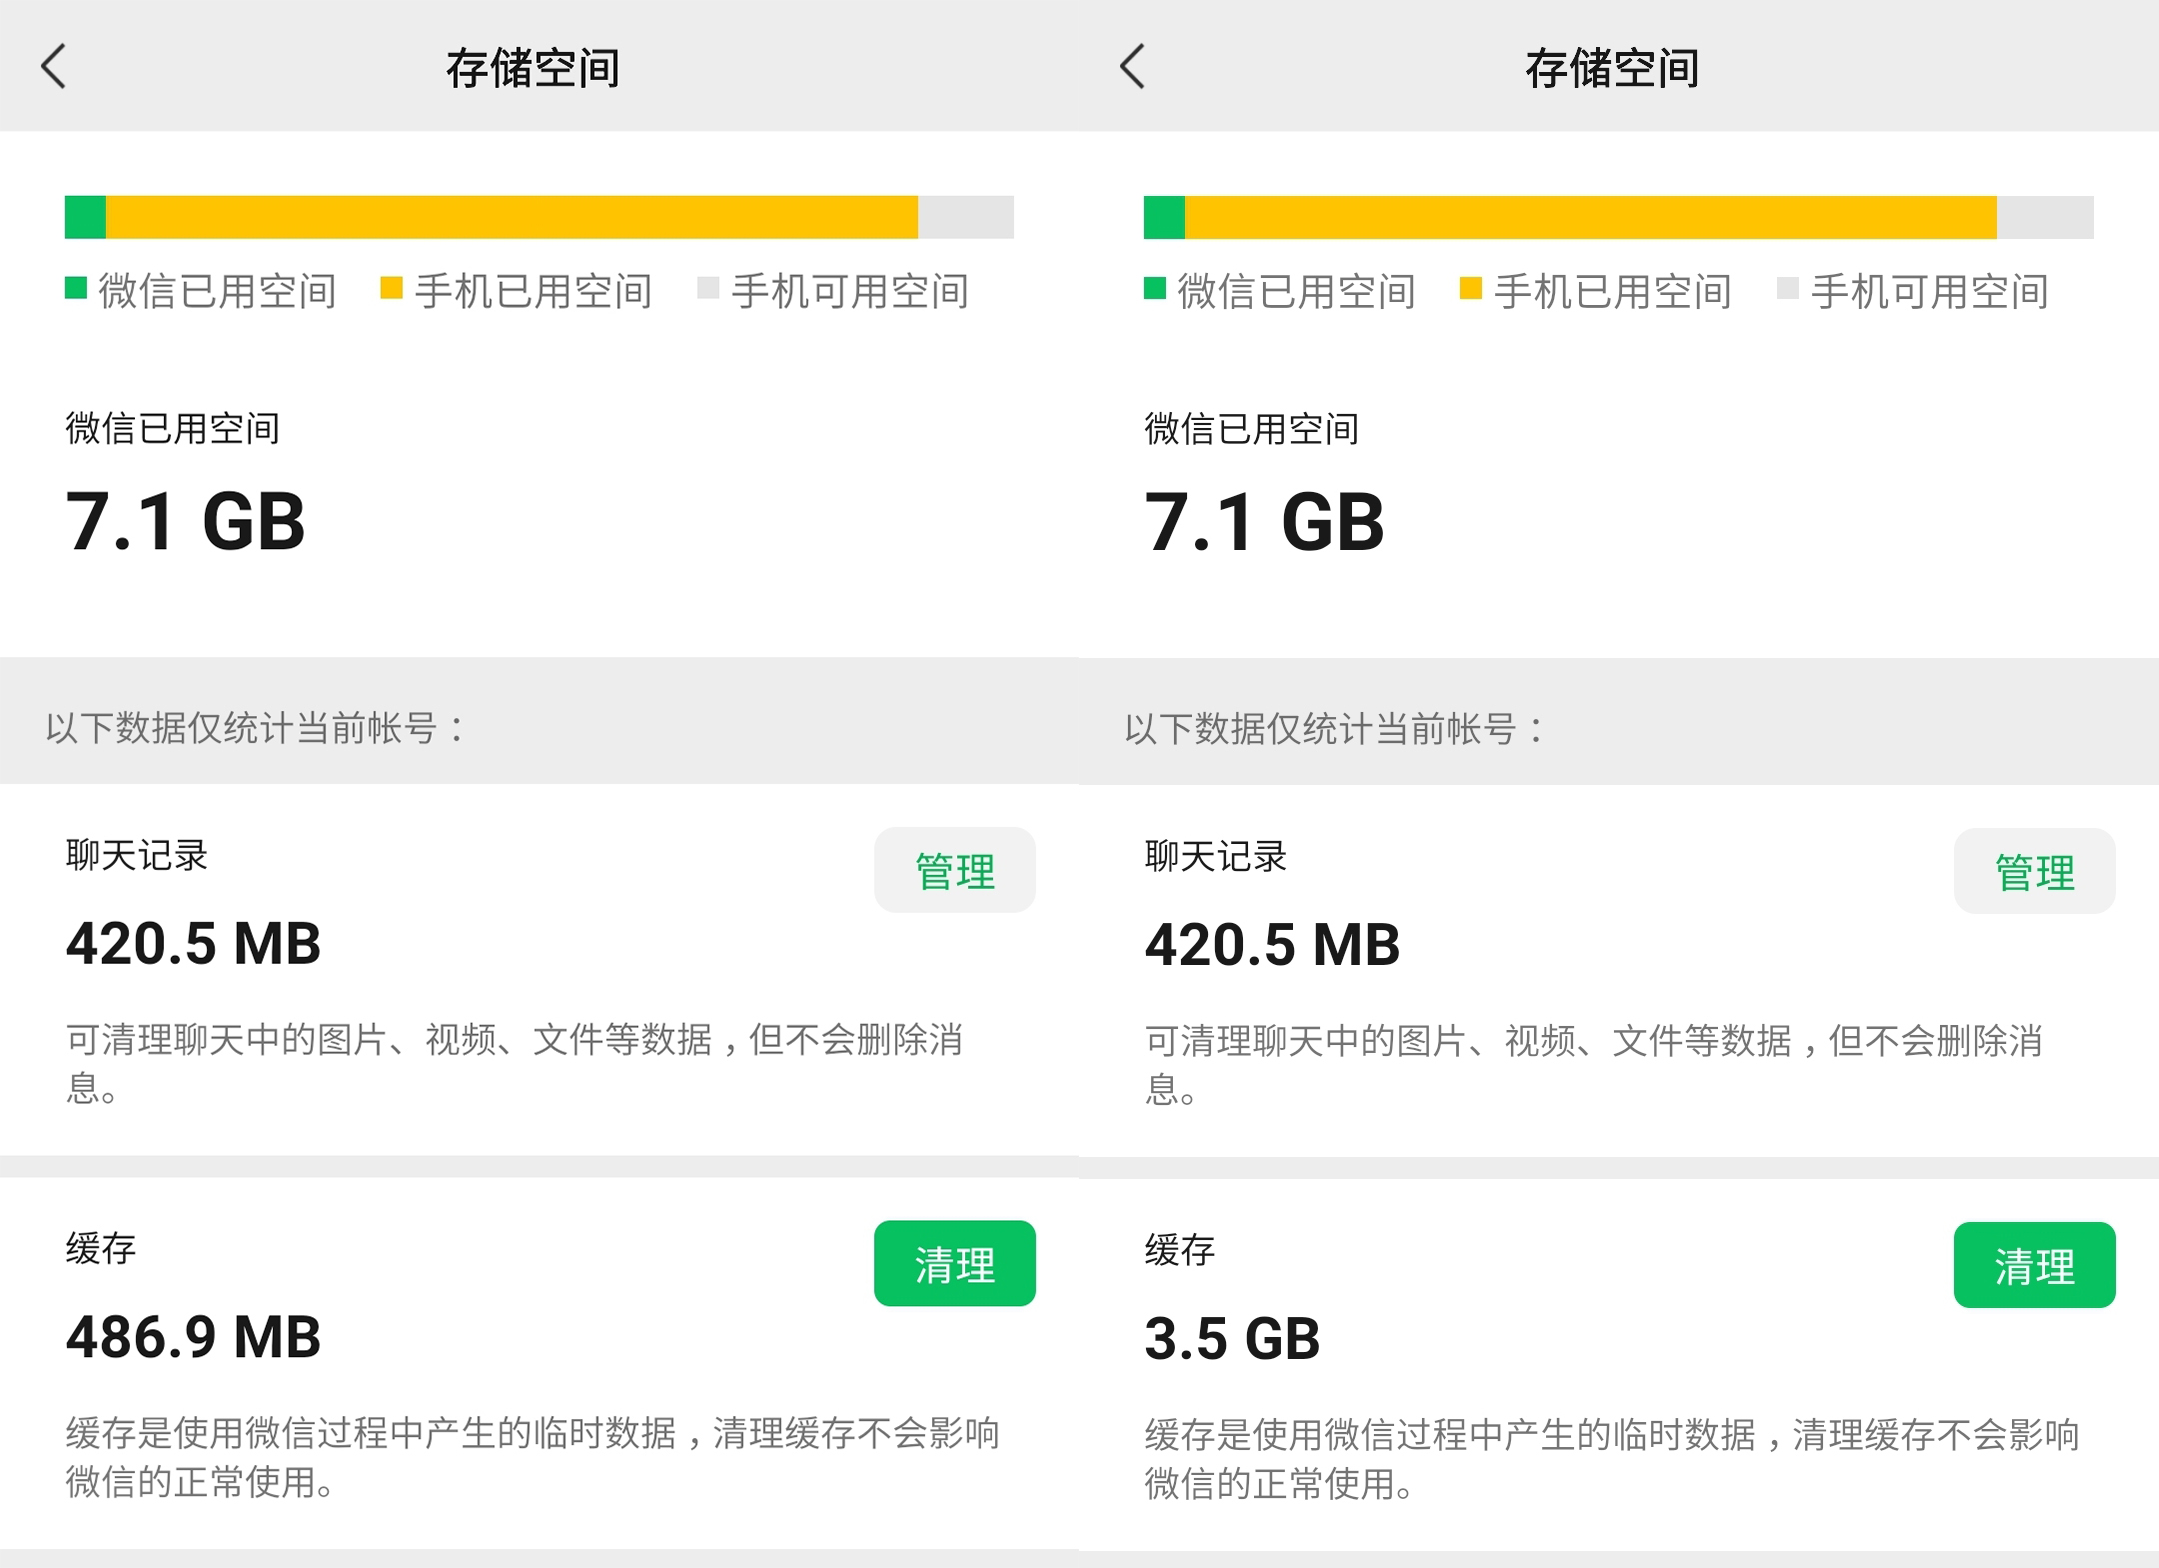 存储空间
微信已用空间 手机已用空间 手机可用空间
微信已用空间
7.1 GB
以下数据仅统计当前帐号：
聊天记录
管理
420.5 MB
可清理聊天中的图片、视频、文件等数据，但不会删除消
息。
缓存
清理
486.9 MB
缓存是使用微信过程中产生的临时数据，清理缓存不会影响
微信的正常使用。
存储空间
微信已用空间 手机已用空间 手机可用空间
微信已用空间
7.1 GB
以下数据仅统计当前帐号：
聊天记录
管理
420.5 MB
可清理聊天中的图片、视频、文件等数据，但不会删除消
息。
缓存
清理
3.5 GB
缓存是使用微信过程中产生的临时数据，清理缓存不会影响
微信的正常使用。